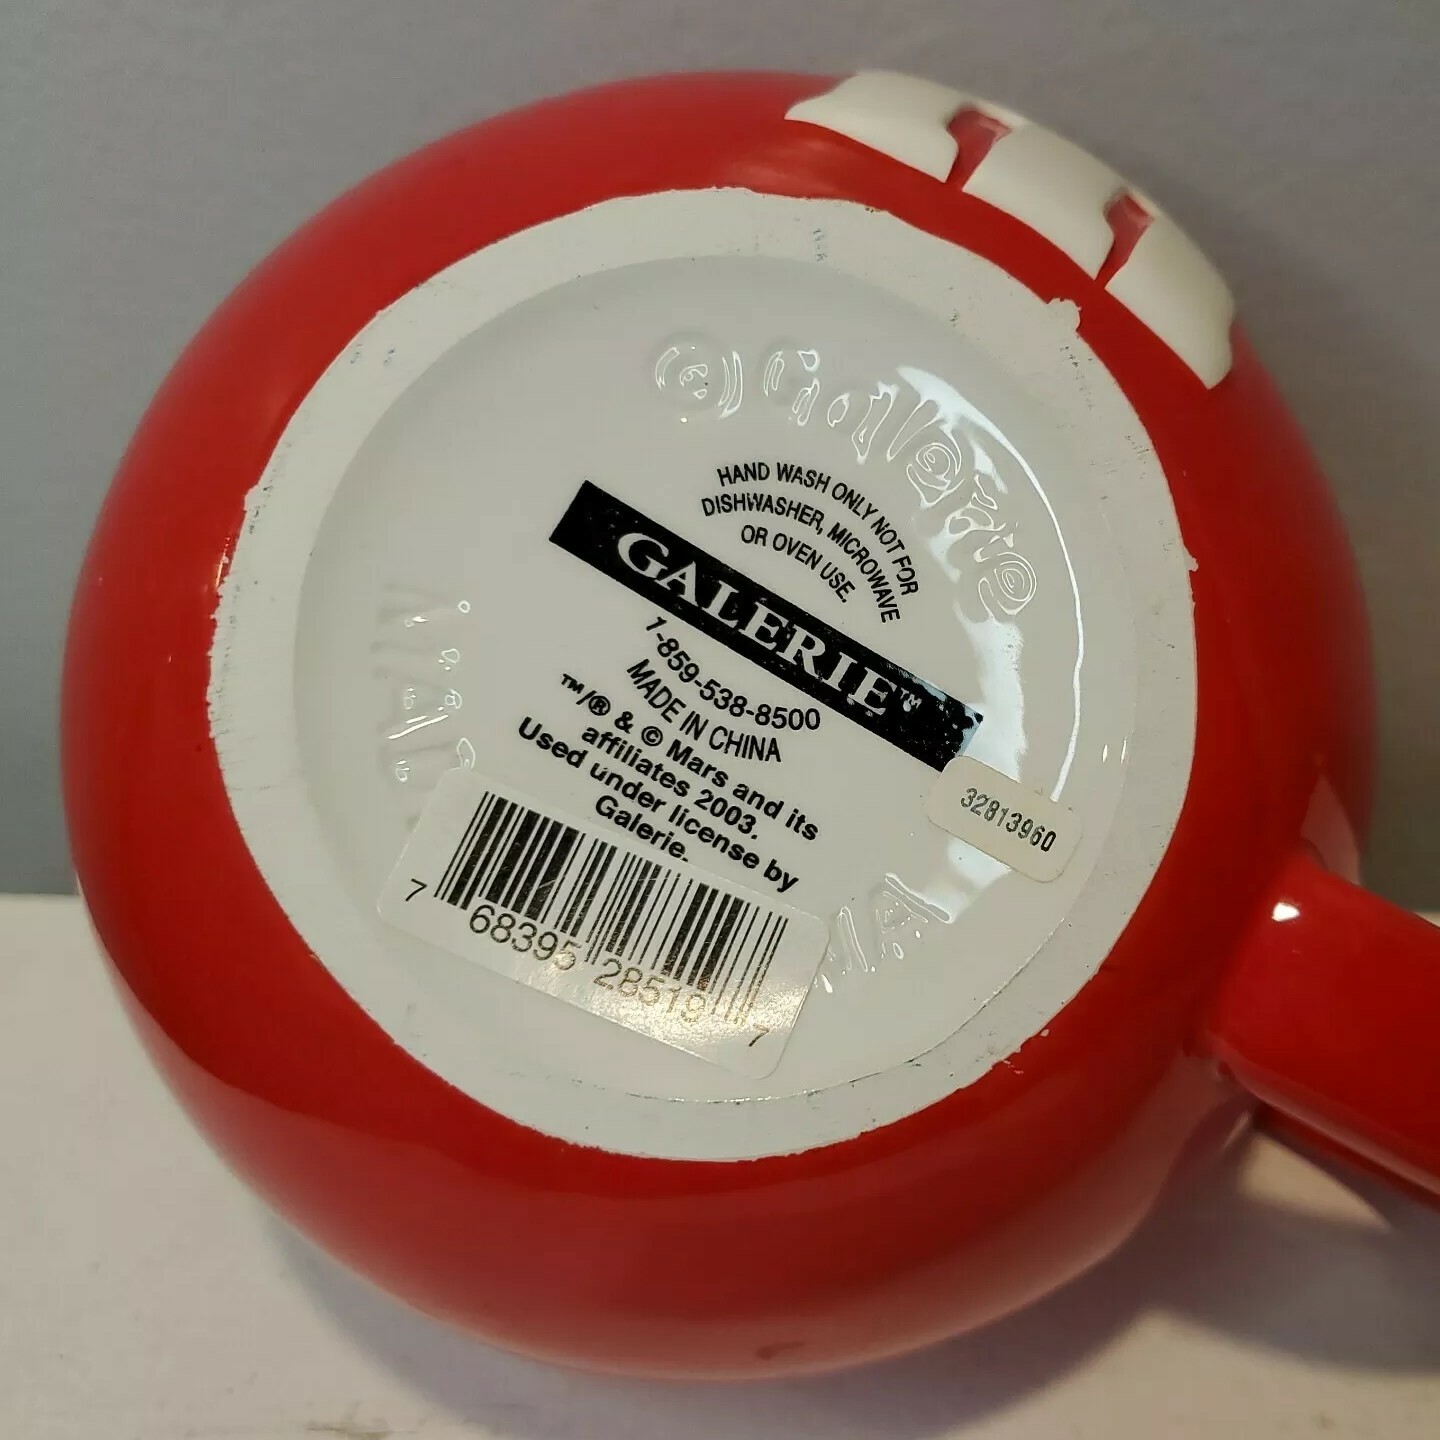 © Galerie
HAND WASH ONLY NOT FOR
DISHWASHER, MICROWAVE
OR OVEN USE.
GALERIE™
1-859-538-8500
MADE IN CHINA
™/® & © Mars and its
affiliates 2003.
Used under license by
Galerie.
32813960
7 68395 28519 7